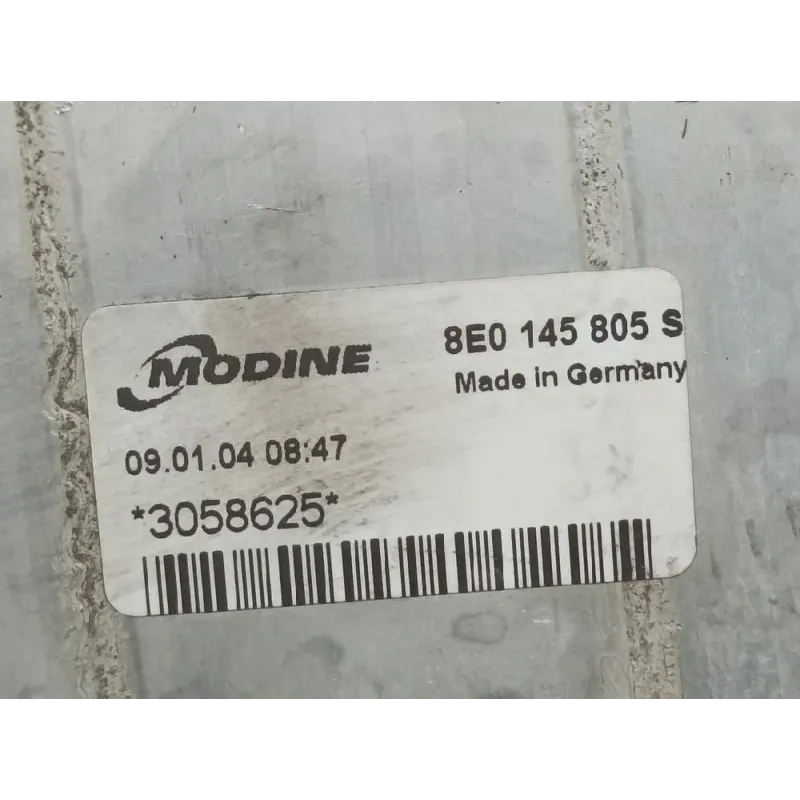 MODINE
8E0 145 805 S
Made in Germany
09.01.04 08:47
*3058625*